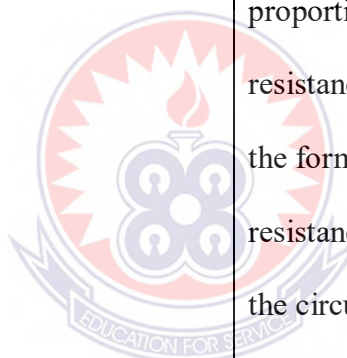 proporti
resistanc
the form
resistanc
the circu
EDUCATION FOR SERVICE